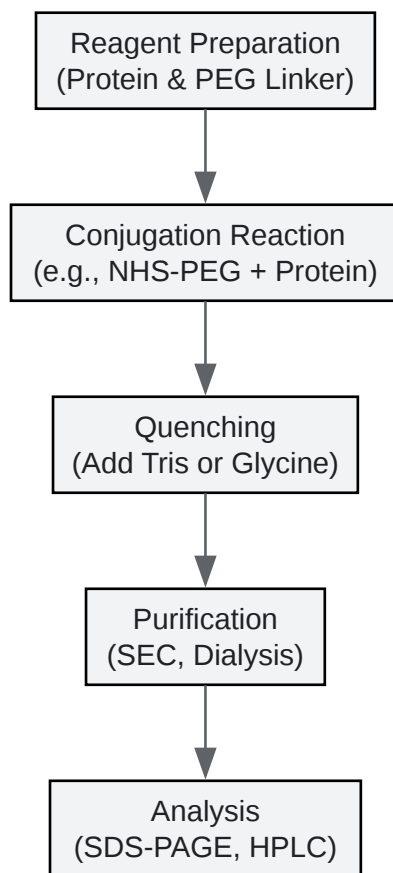 Reagent Preparation
(Protein & PEG Linker)
Conjugation Reaction
(e.g., NHS-PEG + Protein)
Quenching
(Add Tris or Glycine)
Purification
(SEC, Dialysis)
Analysis
(SDS-PAGE, HPLC)